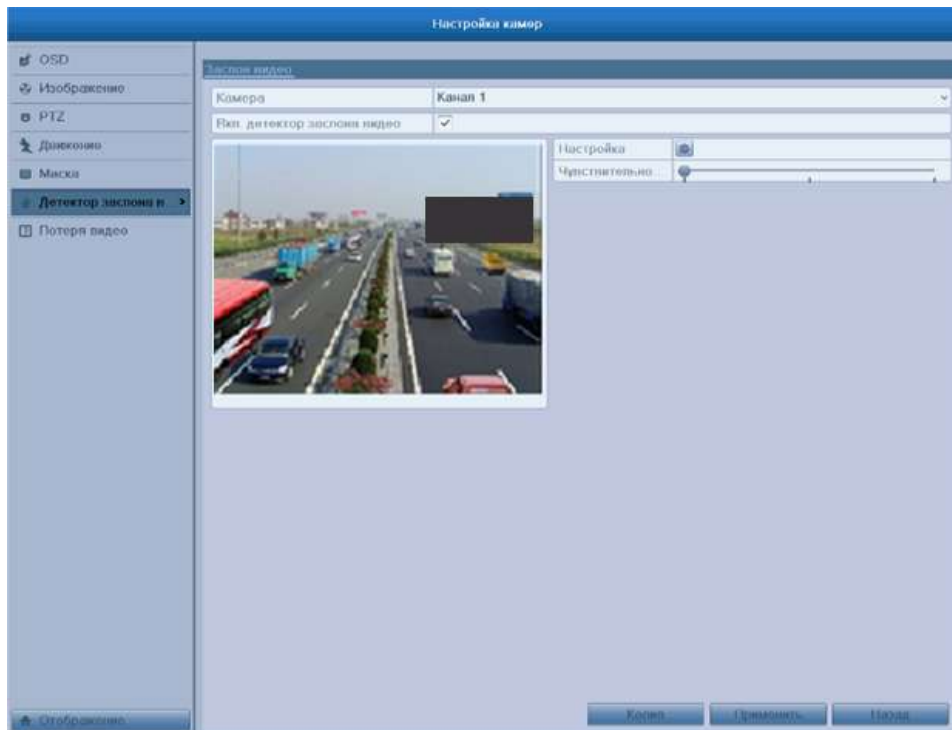 Настройка камер
OSD
Изображение
PTZ
Движение
Маска
Детектор заслона в...
Потеря видео
Заслон видео
Камера
Канал 1
Вкл. детектор заслона видео
Настройка
Чувствительно...
Отображение
Копия
Применить
Назад